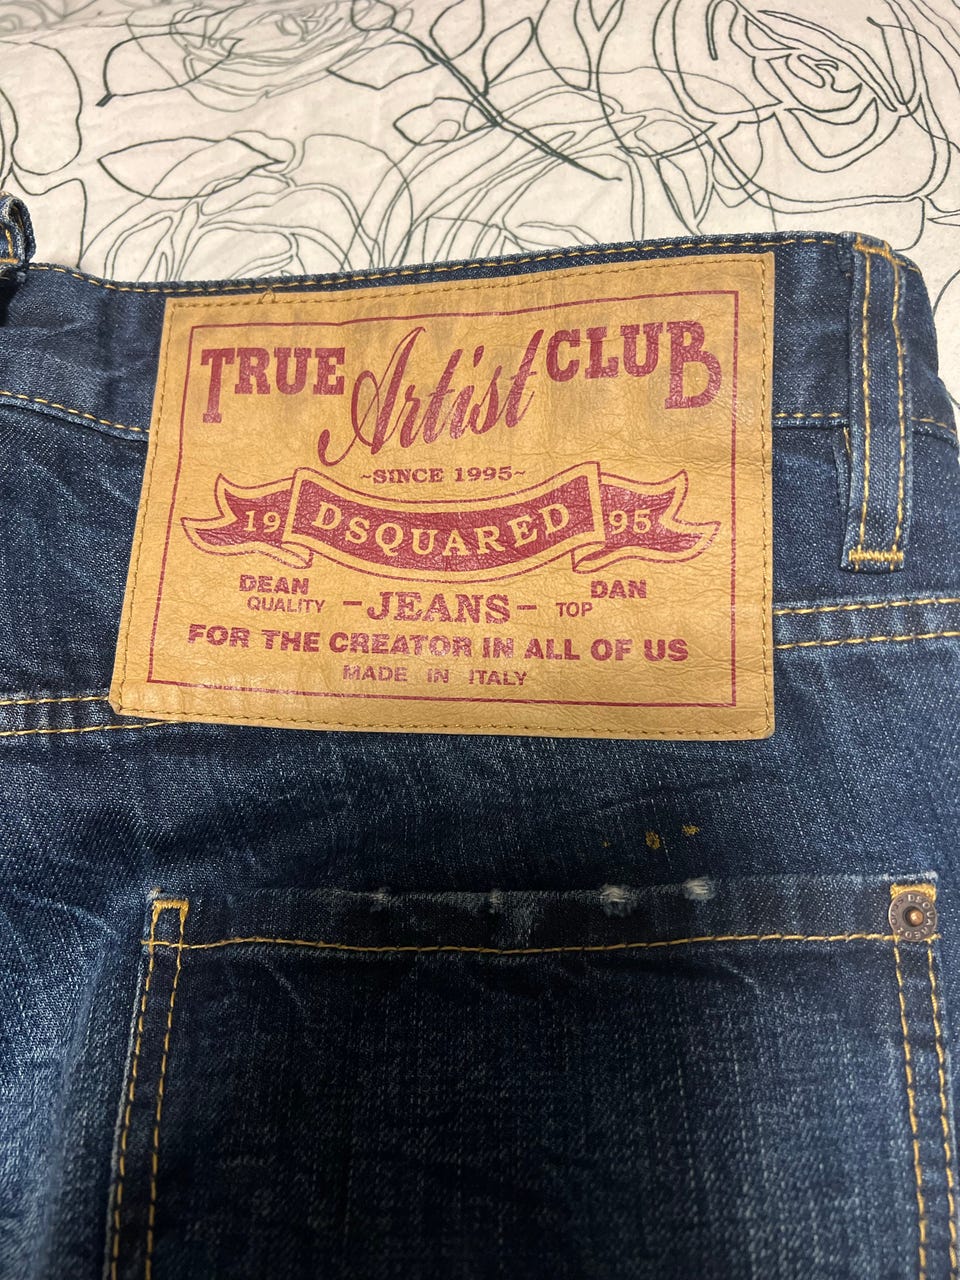 TRUE Artist CLUB
~SINCE 1995~
19 DSQUARED 95
DEAN DAN
QUALITY -JEANS- TOP
FOR THE CREATOR IN ALL OF US
MADE IN ITALY